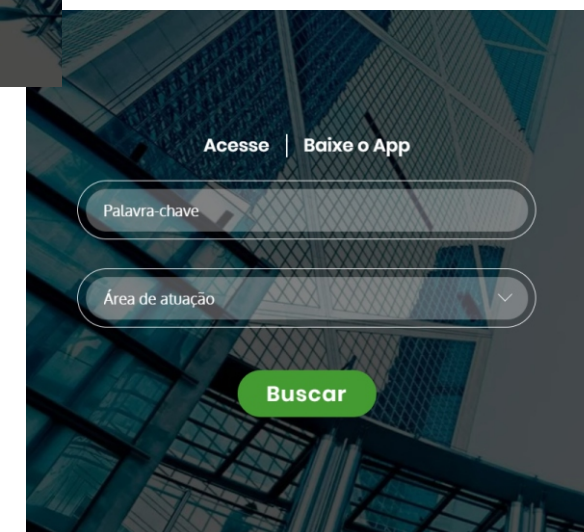 Acesse | Baixe o App
Palavra-chave
Área de atuação
Buscar